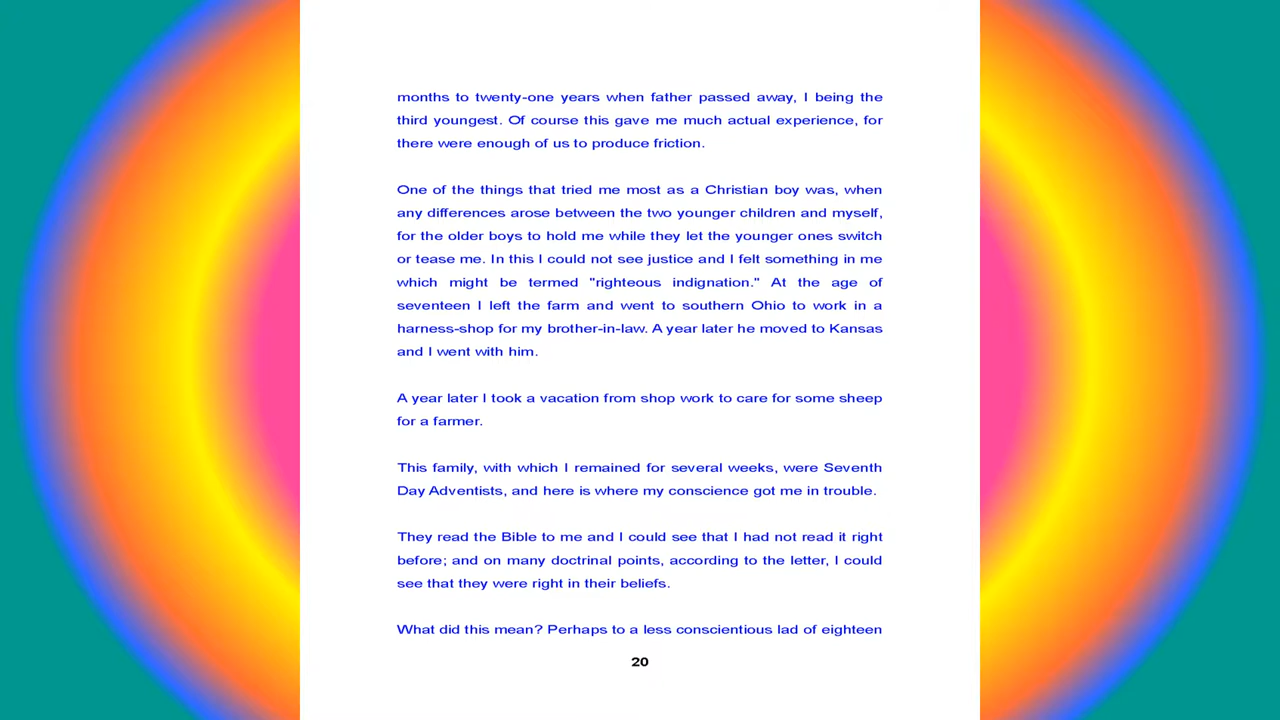 months to twenty-one years when father passed away, I being the
third youngest. Of course this gave me much actual experience, for
there were enough of us to produce friction.
One of the things that tried me most as a Christian boy was, when
any differences arose between the two younger children and myself,
for the older boys to hold me while they let the younger ones switch
or tease me. In this I could not see justice and I felt something in me
which might be termed "righteous indignation." At the age of
seventeen I left the farm and went to southern Ohio to work in a
harness-shop for my brother-in-law. A year later he moved to Kansas
and I went with him.
A year later I took a vacation from shop work to care for some sheep
for a farmer.
This family, with which I remained for several weeks, were Seventh
Day Adventists, and here is where my conscience got me in trouble.
They read the Bible to me and I could see that I had not read it right
before; and on many doctrinal points, according to the letter, I could
see that they were right in their beliefs.
What did this mean? Perhaps to a less conscientious lad of eighteen
20